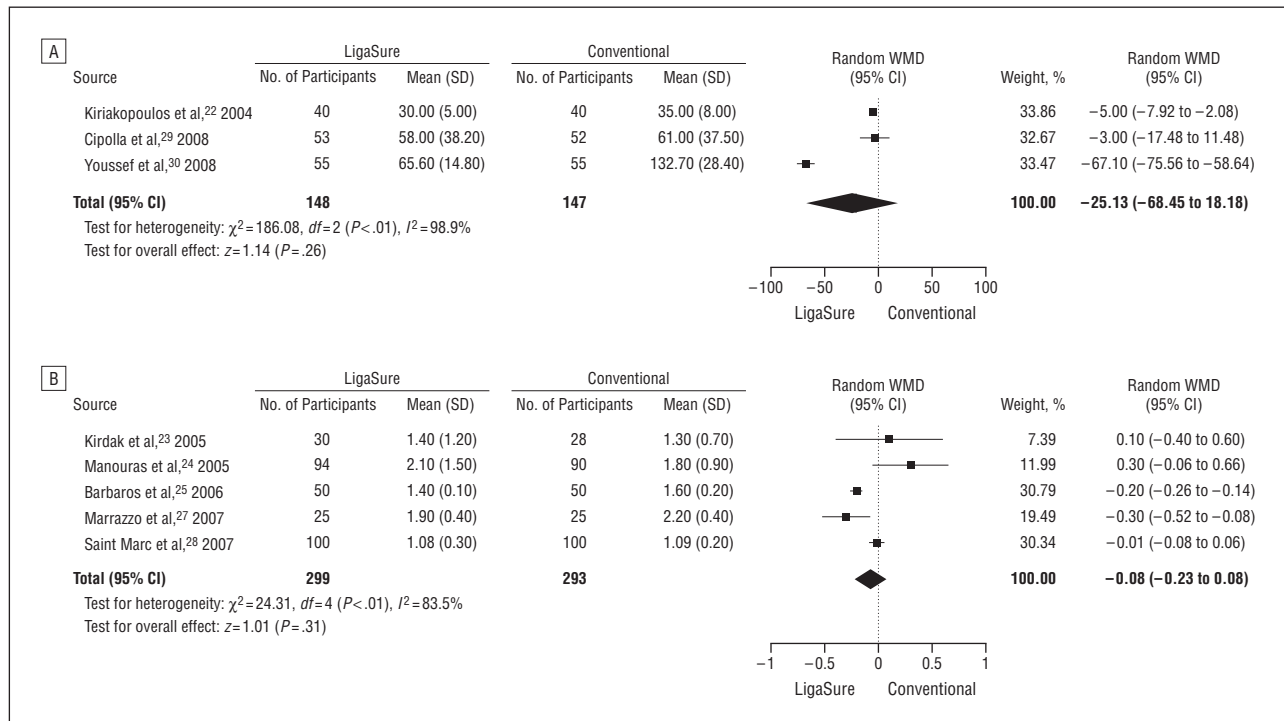 A
LigaSure Conventional Random WMD (95% CI) Random WMD (95% CI)
Source No. of Participants Mean (SD) No. of Participants Mean (SD) Weight, %
Kiriakopoulos et al,22 2004 40 30.00 (5.00) 40 35.00 (8.00) 33.86 −5.00 (−7.92 to −2.08)
Cipolla et al,29 2008 53 58.00 (38.20) 52 61.00 (37.50) 32.67 −3.00 (−17.48 to 11.48)
Youssef et al,30 2008 55 65.60 (14.80) 55 132.70 (28.40) 33.47 −67.10 (−75.56 to −58.64)
Total (95% CI) 148 147 100.00 −25.13 (−68.45 to 18.18)
Test for heterogeneity: χ2=186.08, df=2 (P<.01), I2=98.9%
Test for overall effect: z=1.14 (P=.26)
−100 −50 0 50 100
LigaSure Conventional
B
LigaSure Conventional Random WMD (95% CI) Random WMD (95% CI)
Source No. of Participants Mean (SD) No. of Participants Mean (SD) Weight, %
Kirdak et al,23 2005 30 1.40 (1.20) 28 1.30 (0.70) 7.39 0.10 (−0.40 to 0.60)
Manouras et al,24 2005 94 2.10 (1.50) 90 1.80 (0.90) 11.99 0.30 (−0.06 to 0.66)
Barbaros et al,25 2006 50 1.40 (0.10) 50 1.60 (0.20) 30.79 −0.20 (−0.26 to −0.14)
Marrazzo et al,27 2007 25 1.90 (0.40) 25 2.20 (0.40) 19.49 −0.30 (−0.52 to −0.08)
Saint Marc et al,28 2007 100 1.08 (0.30) 100 1.09 (0.20) 30.34 −0.01 (−0.08 to 0.06)
Total (95% CI) 299 293 100.00 −0.08 (−0.23 to 0.08)
Test for heterogeneity: χ2=24.31, df=4 (P<.01), I2=83.5%
Test for overall effect: z=1.01 (P=.31)
−1 −0.5 0 0.5 1
LigaSure Conventional